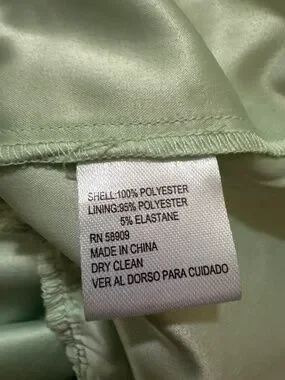 SHELL:100% POLYESTER
LINING:95% POLYESTER
5% ELASTANE
RN 58909
MADE IN CHINA
DRY CLEAN
VER AL DORSO PARA CUIDADO